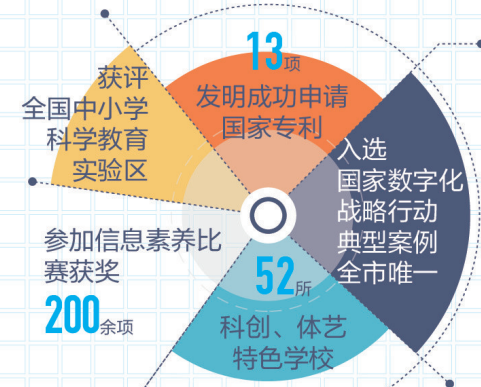 13项
发明成功申请
国家专利
获评
全国中小学
科学教育
实验区
入选
国家数字化
战略行动
典型案例
全市唯一
参加信息素养比
赛获奖
200余项
52所
科创、体艺
特色学校